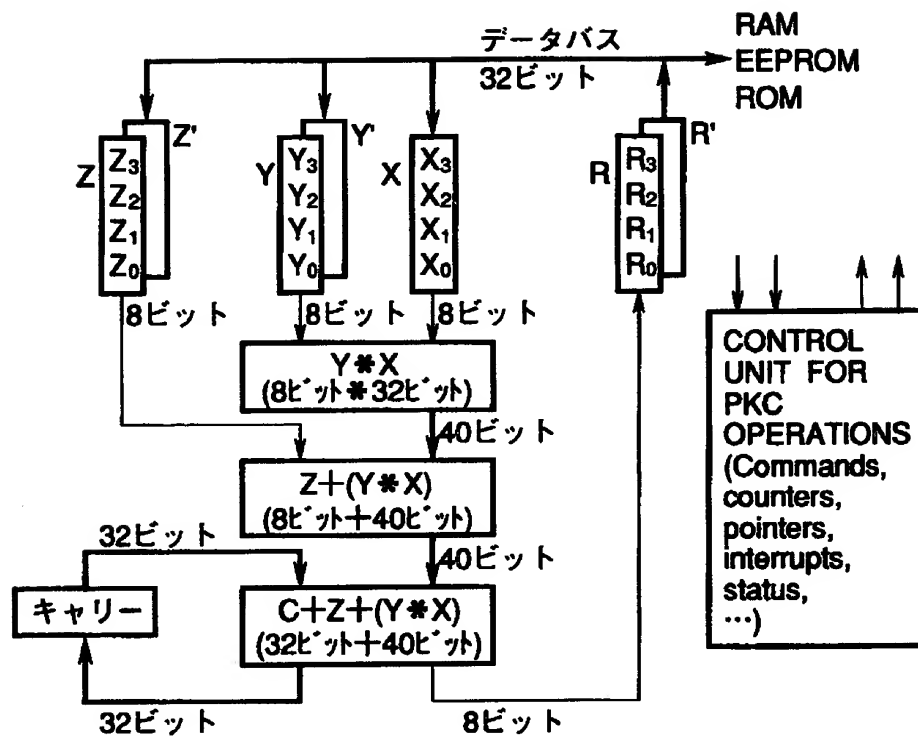 データバス
32ビット
RAM
EEPROM
ROM
Z
Z'
Z3
Z2
Z1
Z0
Y
Y'
Y3
Y2
Y1
Y0
X
X3
X2
X1
X0
R
R'
R3
R2
R1
R0
8ビット
8ビット
8ビット
Y*X
(8ビット*32ビット)
40ビット
Z+(Y*X)
(8ビット+40ビット)
32ビット
40ビット
キャリー
C+Z+(Y*X)
(32ビット+40ビット)
32ビット
8ビット
CONTROL
UNIT FOR
PKC
OPERATIONS
(Commands,
counters,
pointers,
interrupts,
status,
…)